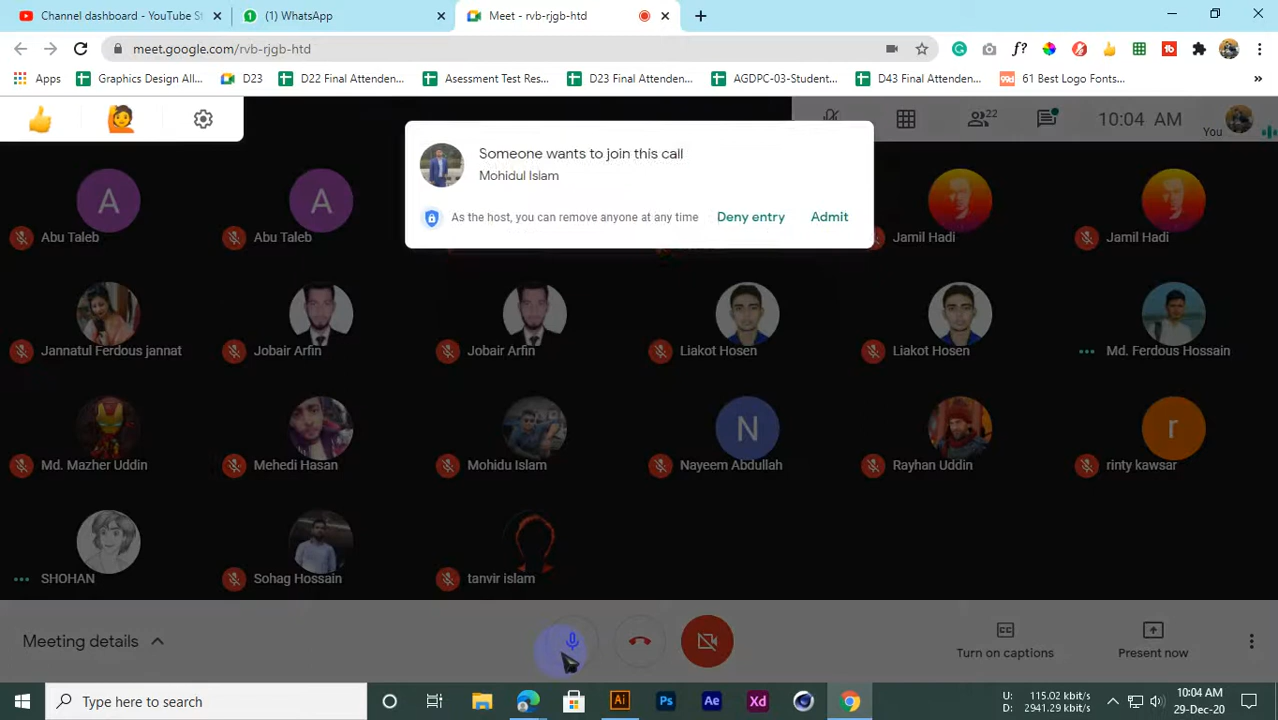 Channel dashboard - YouTube St
(1) WhatsApp
Meet - rvb-rjgb-htd
meet.google.com/rvb-rjgb-htd
Apps
Graphics Design All...
D23
D22 Final Attenden...
Asessment Test Res...
D23 Final Attenden...
AGDPC-03-Student...
D43 Final Attenden...
61 Best Logo Fonts...
22
10:04 AM
You
Someone wants to join this call
Mohidul Islam
As the host, you can remove anyone at any time
Deny entry
Admit
A
Abu Taleb
A
Abu Taleb
Jamil Hadi
Jamil Hadi
Jannatul Ferdous jannat
Jobair Arfin
Jobair Arfin
Liakot Hosen
Liakot Hosen
Md. Ferdous Hossain
Md. Mazher Uddin
Mehedi Hasan
Mohidu Islam
N
Nayeem Abdullah
Rayhan Uddin
r
rinty kawsar
SHOHAN
Sohag Hossain
tanvir islam
Meeting details
CC
Turn on captions
Present now
Type here to search
Ai
Ps
Ae
Xd
U: 115.02 kbit/s
D: 2941.29 kbit/s
10:04 AM
29-Dec-20